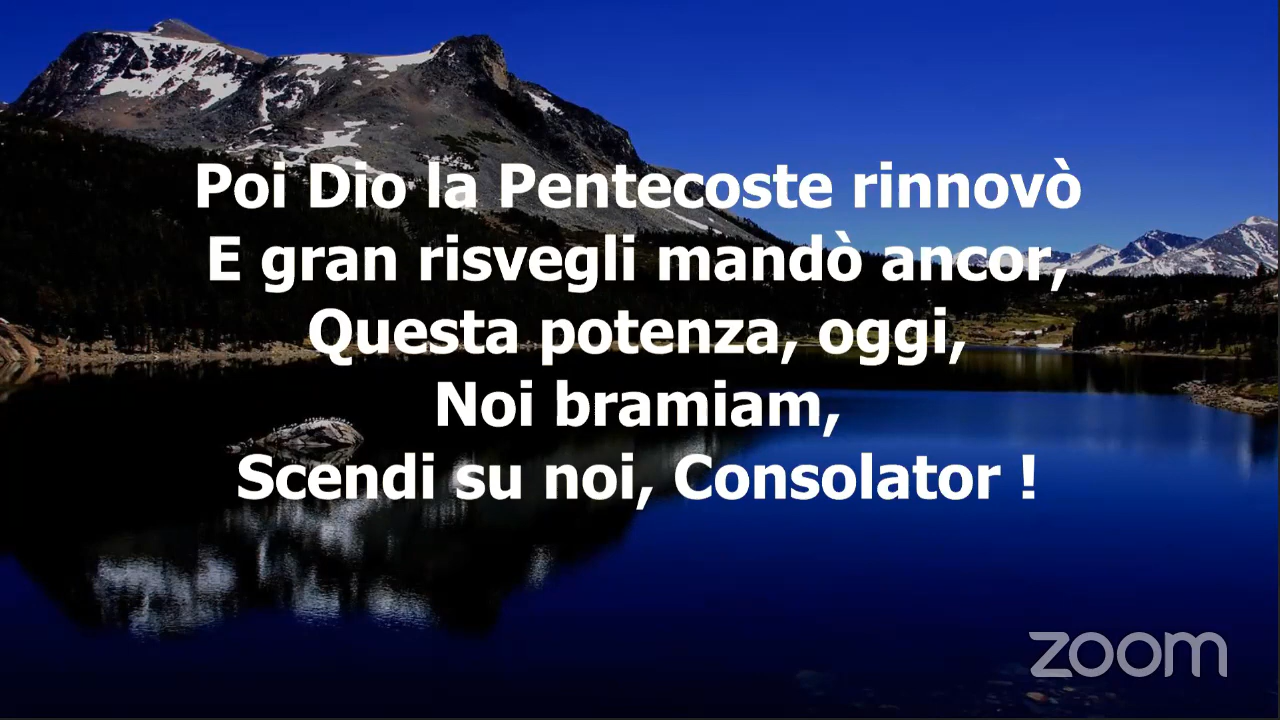 Poi Dio la Pentecoste rinnovò
E gran risvegli mandò ancor,
Questa potenza, oggi,
Noi bramiam,
Scendi su noi, Consolator !
zoom